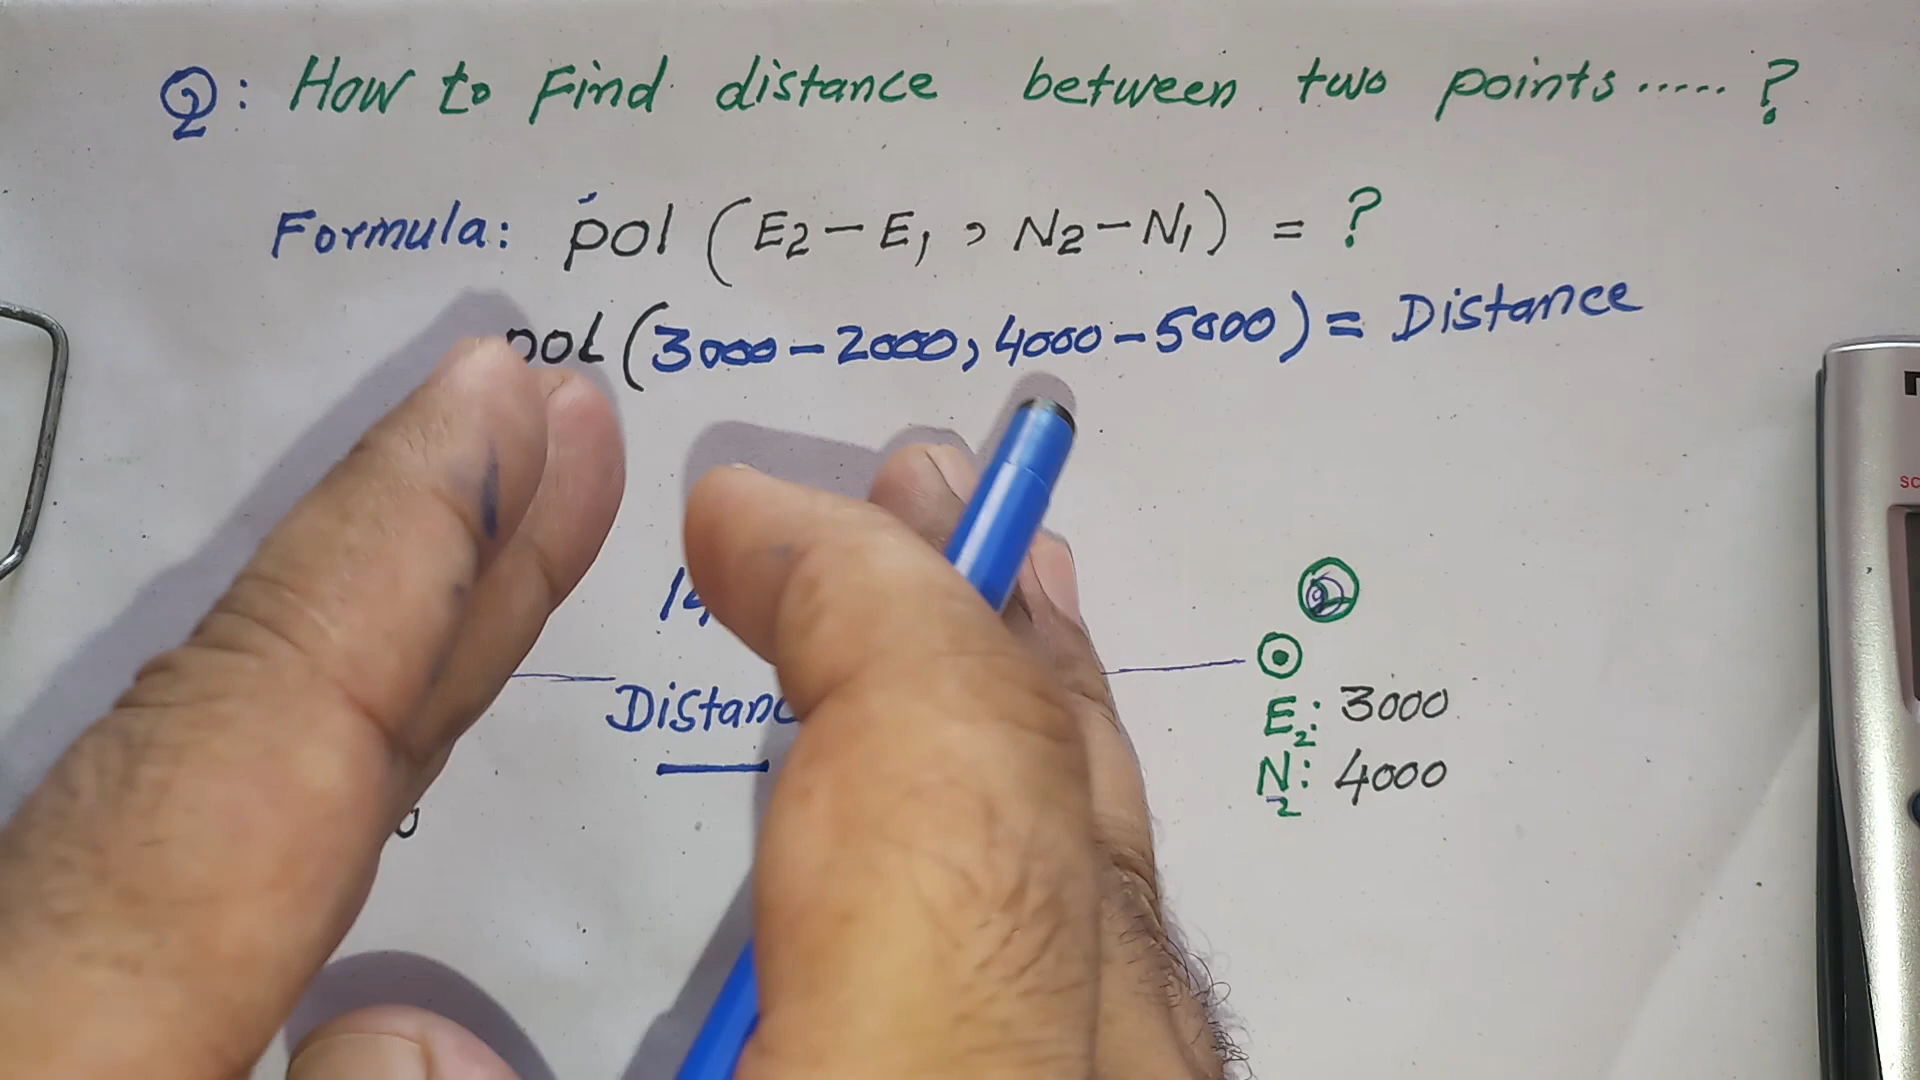 Q: How to Find distance between two points.....?
Formula: pol (E2-E1, N2-N1) = ?
pol (3000-2000, 4000-5000) = Distance
2
E2: 3000
N2: 4000